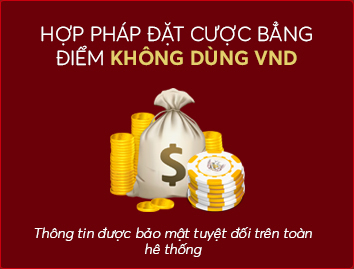 HỢP PHÁP ĐẶT CƯỢC BẰNG
ĐIỂM KHÔNG DÙNG VND
$
Thông tin được bảo mật tuyệt đối trên toàn
hệ thống